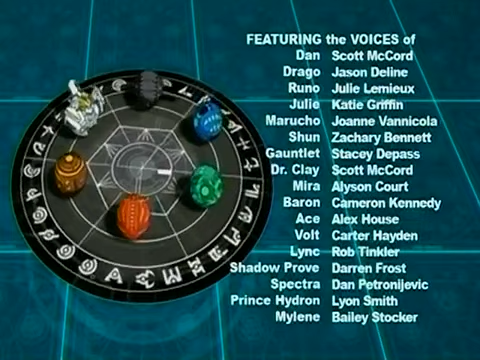 FEATURING the VOICES of
Dan Scott McCord
Drago Jason Deline
Runo Julie Lemieux
Julie Katie Griffin
Marucho Joanne Vannicola
Shun Zachary Bennett
Gauntlet Stacey Depass
Dr. Clay Scott McCord
Mira Alyson Court
Baron Cameron Kennedy
Ace Alex House
Volt Carter Hayden
Lync Rob Tinkler
Shadow Prove Darren Frost
Spectra Dan Petronijevic
Prince Hydron Lyon Smith
Mylene Bailey Stocker